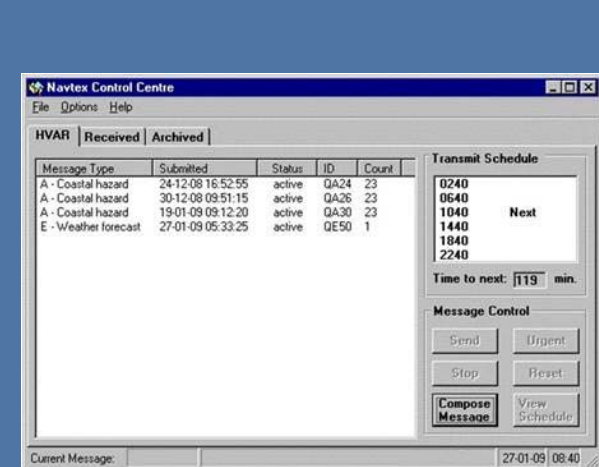 Navtex Control Centre
File Options Help
HVAR Received Archived
Message Type Submitted Status ID Count
A - Coastal hazard 24-12-08 16:52:55 active QA24 23
A - Coastal hazard 30-12-08 09:51:15 active QA26 23
A - Coastal hazard 19-01-09 09:12:20 active QA30 23
E - Weather forecast 27-01-09 05:33:25 active QE50 1
Transmit Schedule
0240
0640
1040 Next
1440
1840
2240
Time to next: 119 min.
Message Control
Send Urgent
Stop Reset
Compose Message
View Schedule
Current Message:
27-01-09 08:40